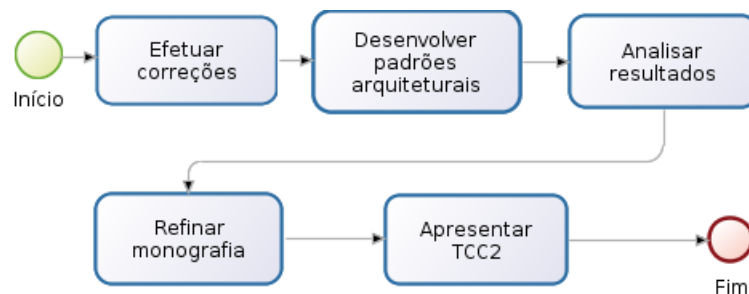 Início
Efetuar
correções
Desenvolver
padrões
arquiteturais
Analisar
resultados
Refinar
monografia
Apresentar
TCC2
Fim